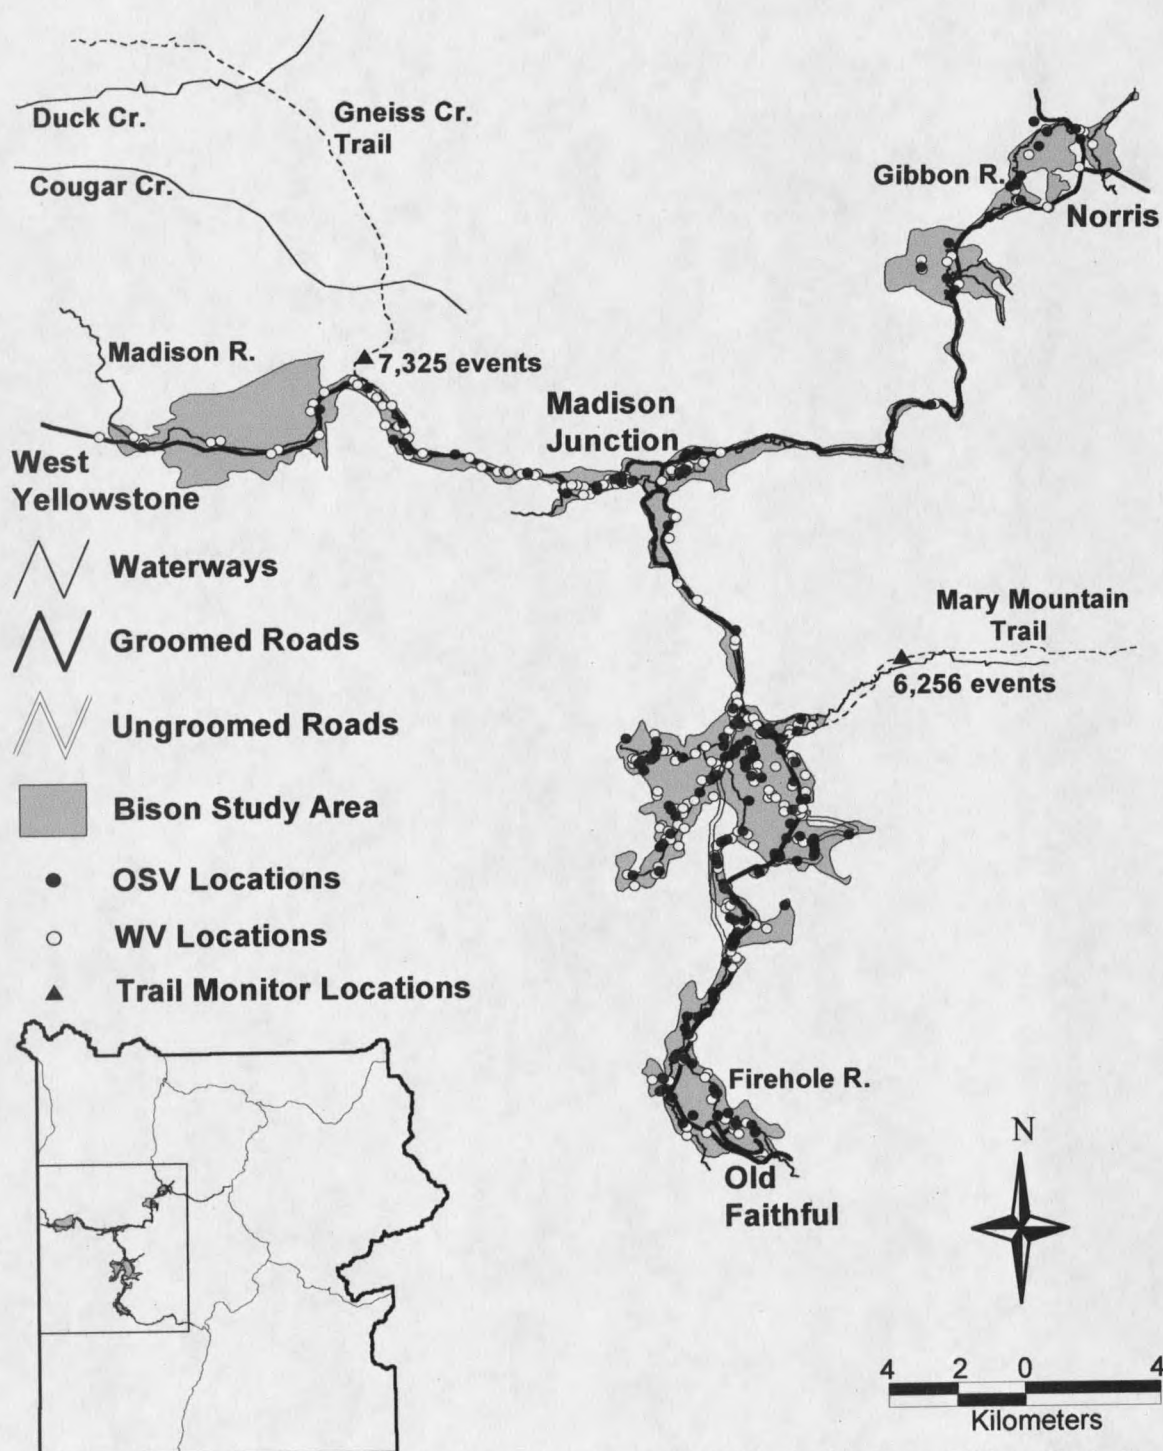 Duck Cr.
Gneiss Cr.
Trail
Cougar Cr.
Gibbon R.
Norris
Madison R.
7,325 events
Madison
Junction
West
Yellowstone
Waterways
Groomed Roads
Ungroomed Roads
Bison Study Area
OSV Locations
WV Locations
Trail Monitor Locations
Mary Mountain
Trail
6,256 events
Firehole R.
Old
Faithful
N
4 2 0 4
Kilometers